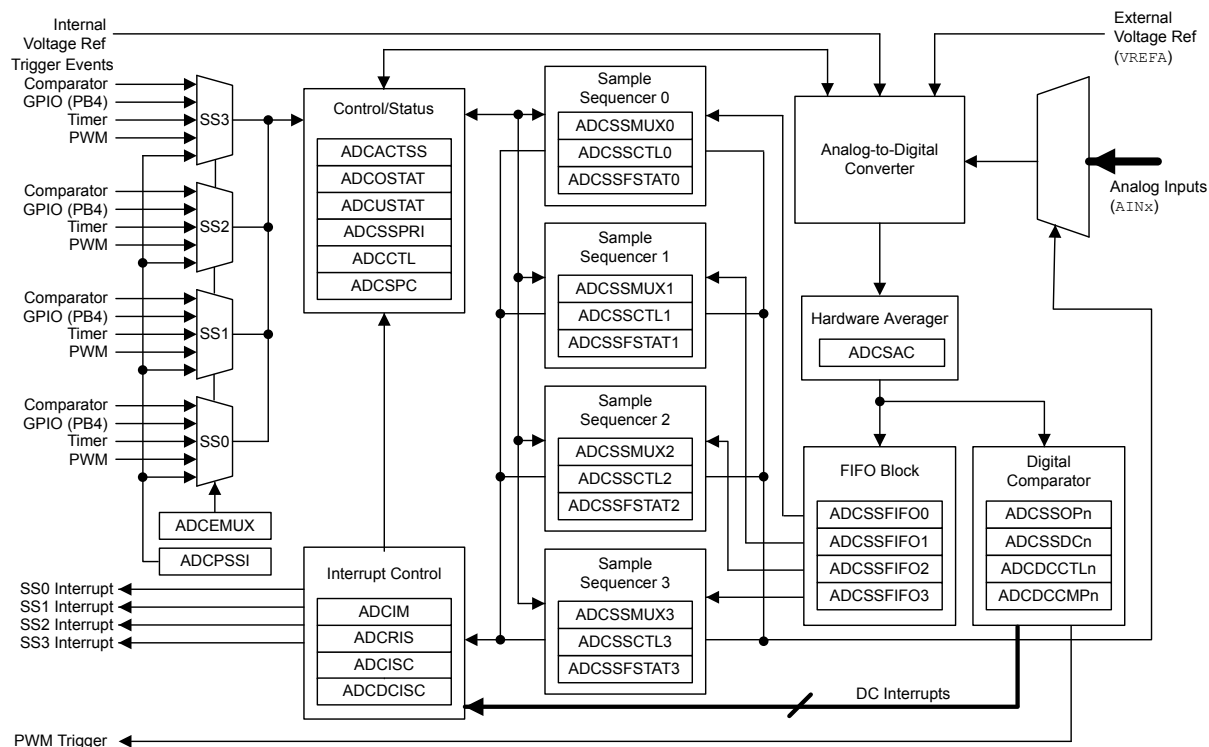 Internal
Voltage Ref
Trigger Events
Comparator
GPIO (PB4)
Timer
PWM
SS3
Comparator
GPIO (PB4)
Timer
PWM
SS2
Comparator
GPIO (PB4)
Timer
PWM
SS1
Comparator
GPIO (PB4)
Timer
PWM
SS0
ADCEMUX
ADCPSSI
Control/Status
ADCACTSS
ADCOSTAT
ADCUSTAT
ADCSSPRI
ADCCTL
ADCSPC
Interrupt Control
ADCIM
ADCRIS
ADCISC
ADCDCISC
SS0 Interrupt
SS1 Interrupt
SS2 Interrupt
SS3 Interrupt
PWM Trigger
Sample
Sequencer 0
ADCSSMUX0
ADCSSCTL0
ADCSSFSTAT0
Sample
Sequencer 1
ADCSSMUX1
ADCSSCTL1
ADCSSFSTAT1
Sample
Sequencer 2
ADCSSMUX2
ADCSSCTL2
ADCSSFSTAT2
Sample
Sequencer 3
ADCSSMUX3
ADCSSCTL3
ADCSSFSTAT3
External
Voltage Ref
(VREFA)
Analog-to-Digital
Converter
Analog Inputs
(AINx)
Hardware Averager
ADCSAC
FIFO Block
ADCSSFIFO0
ADCSSFIFO1
ADCSSFIFO2
ADCSSFIFO3
Digital
Comparator
ADCSSOPn
ADCSSDCn
ADCDCCTLn
ADCDCCMPn
DC Interrupts